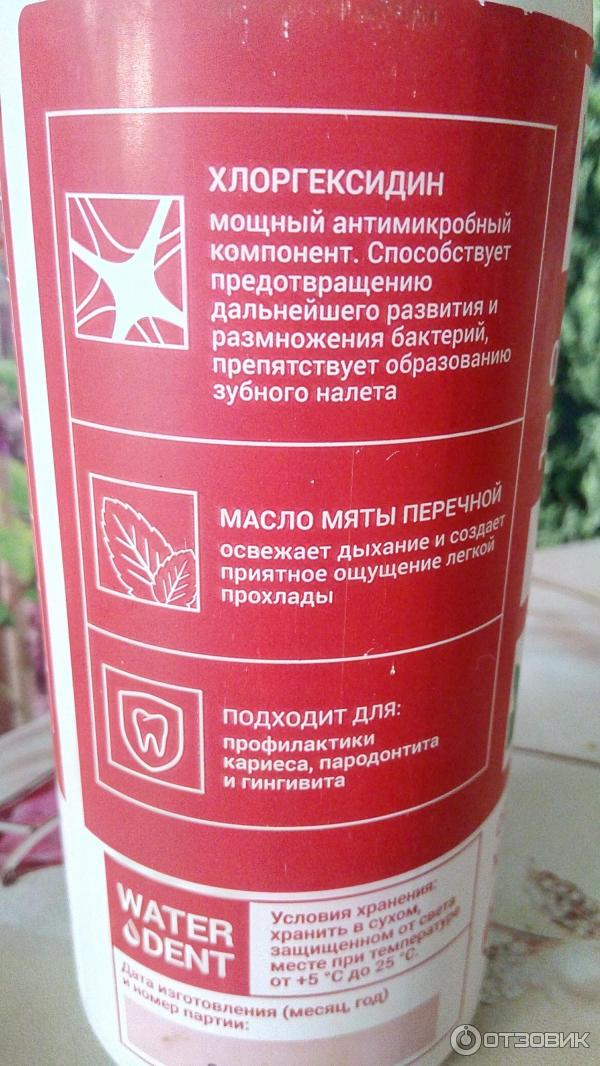 ХЛОРГЕКСИДИН
мощный антимикробный
компонент. Способствует
предотвращению
дальнейшего развития и
размножения бактерий,
препятствует образованию
зубного налета
МАСЛО МЯТЫ ПЕРЕЧНОЙ
освежает дыхание и создает
приятное ощущение легкой
прохлады
ПОДХОДИТ ДЛЯ:
профилактики
кариеса, пародонтита
и гингивита
WATER
DENT
Условия хранения:
хранить в сухом,
защищенном от света
месте при температуре
от +5 °C до 25 °C.
Дата изготовления (месяц, год)
и номер партии:
ОТЗОВИК